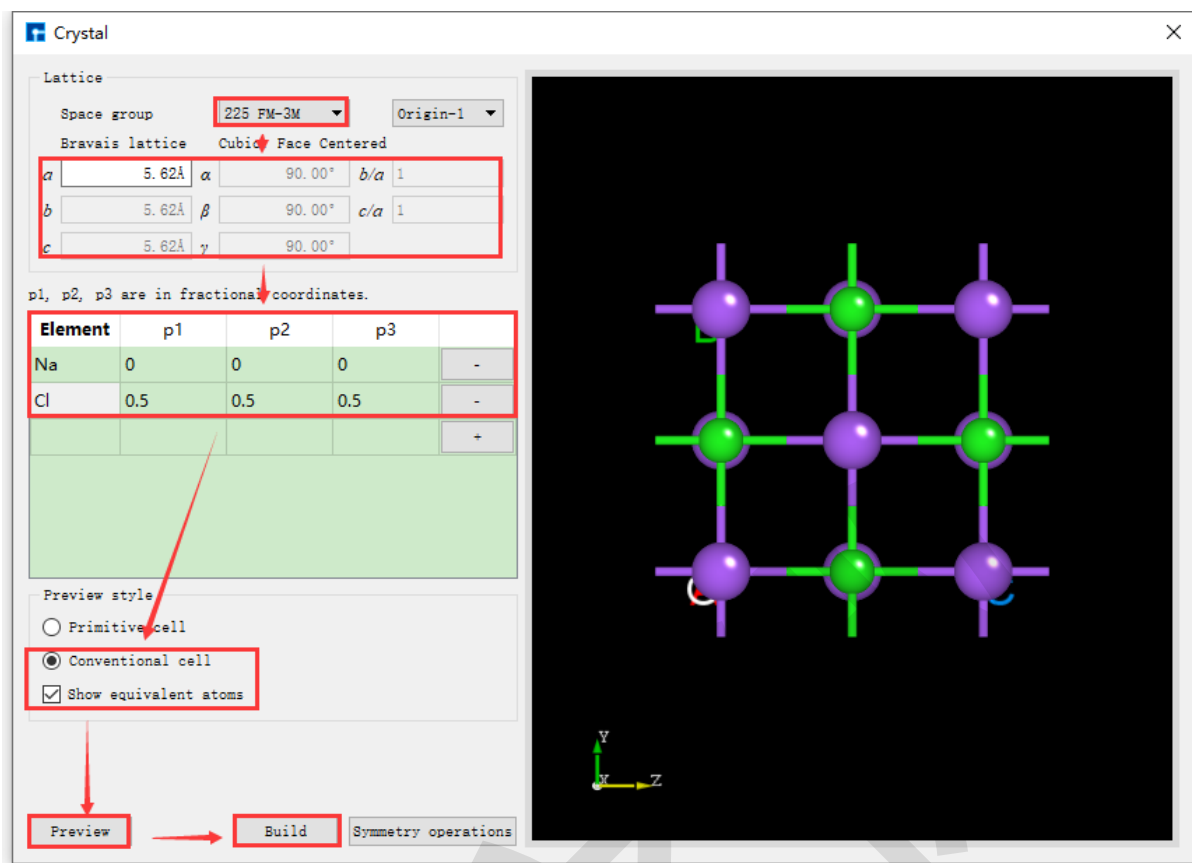 Crystal
Lattice
Space group 225 FM-3M Origin-1
Bravais lattice Cubic Face Centered
a 5.62Å α 90.00° b/a 1
b 5.62Å β 90.00° c/a 1
c 5.62Å γ 90.00°
p1, p2, p3 are in fractional coordinates.
Element p1 p2 p3
Na 0 0 0 -
Cl 0.5 0.5 0.5 -
+
Preview style
Primitive cell
Conventional cell
Show equivalent atoms
Preview Build Symmetry operations
Y
X Z